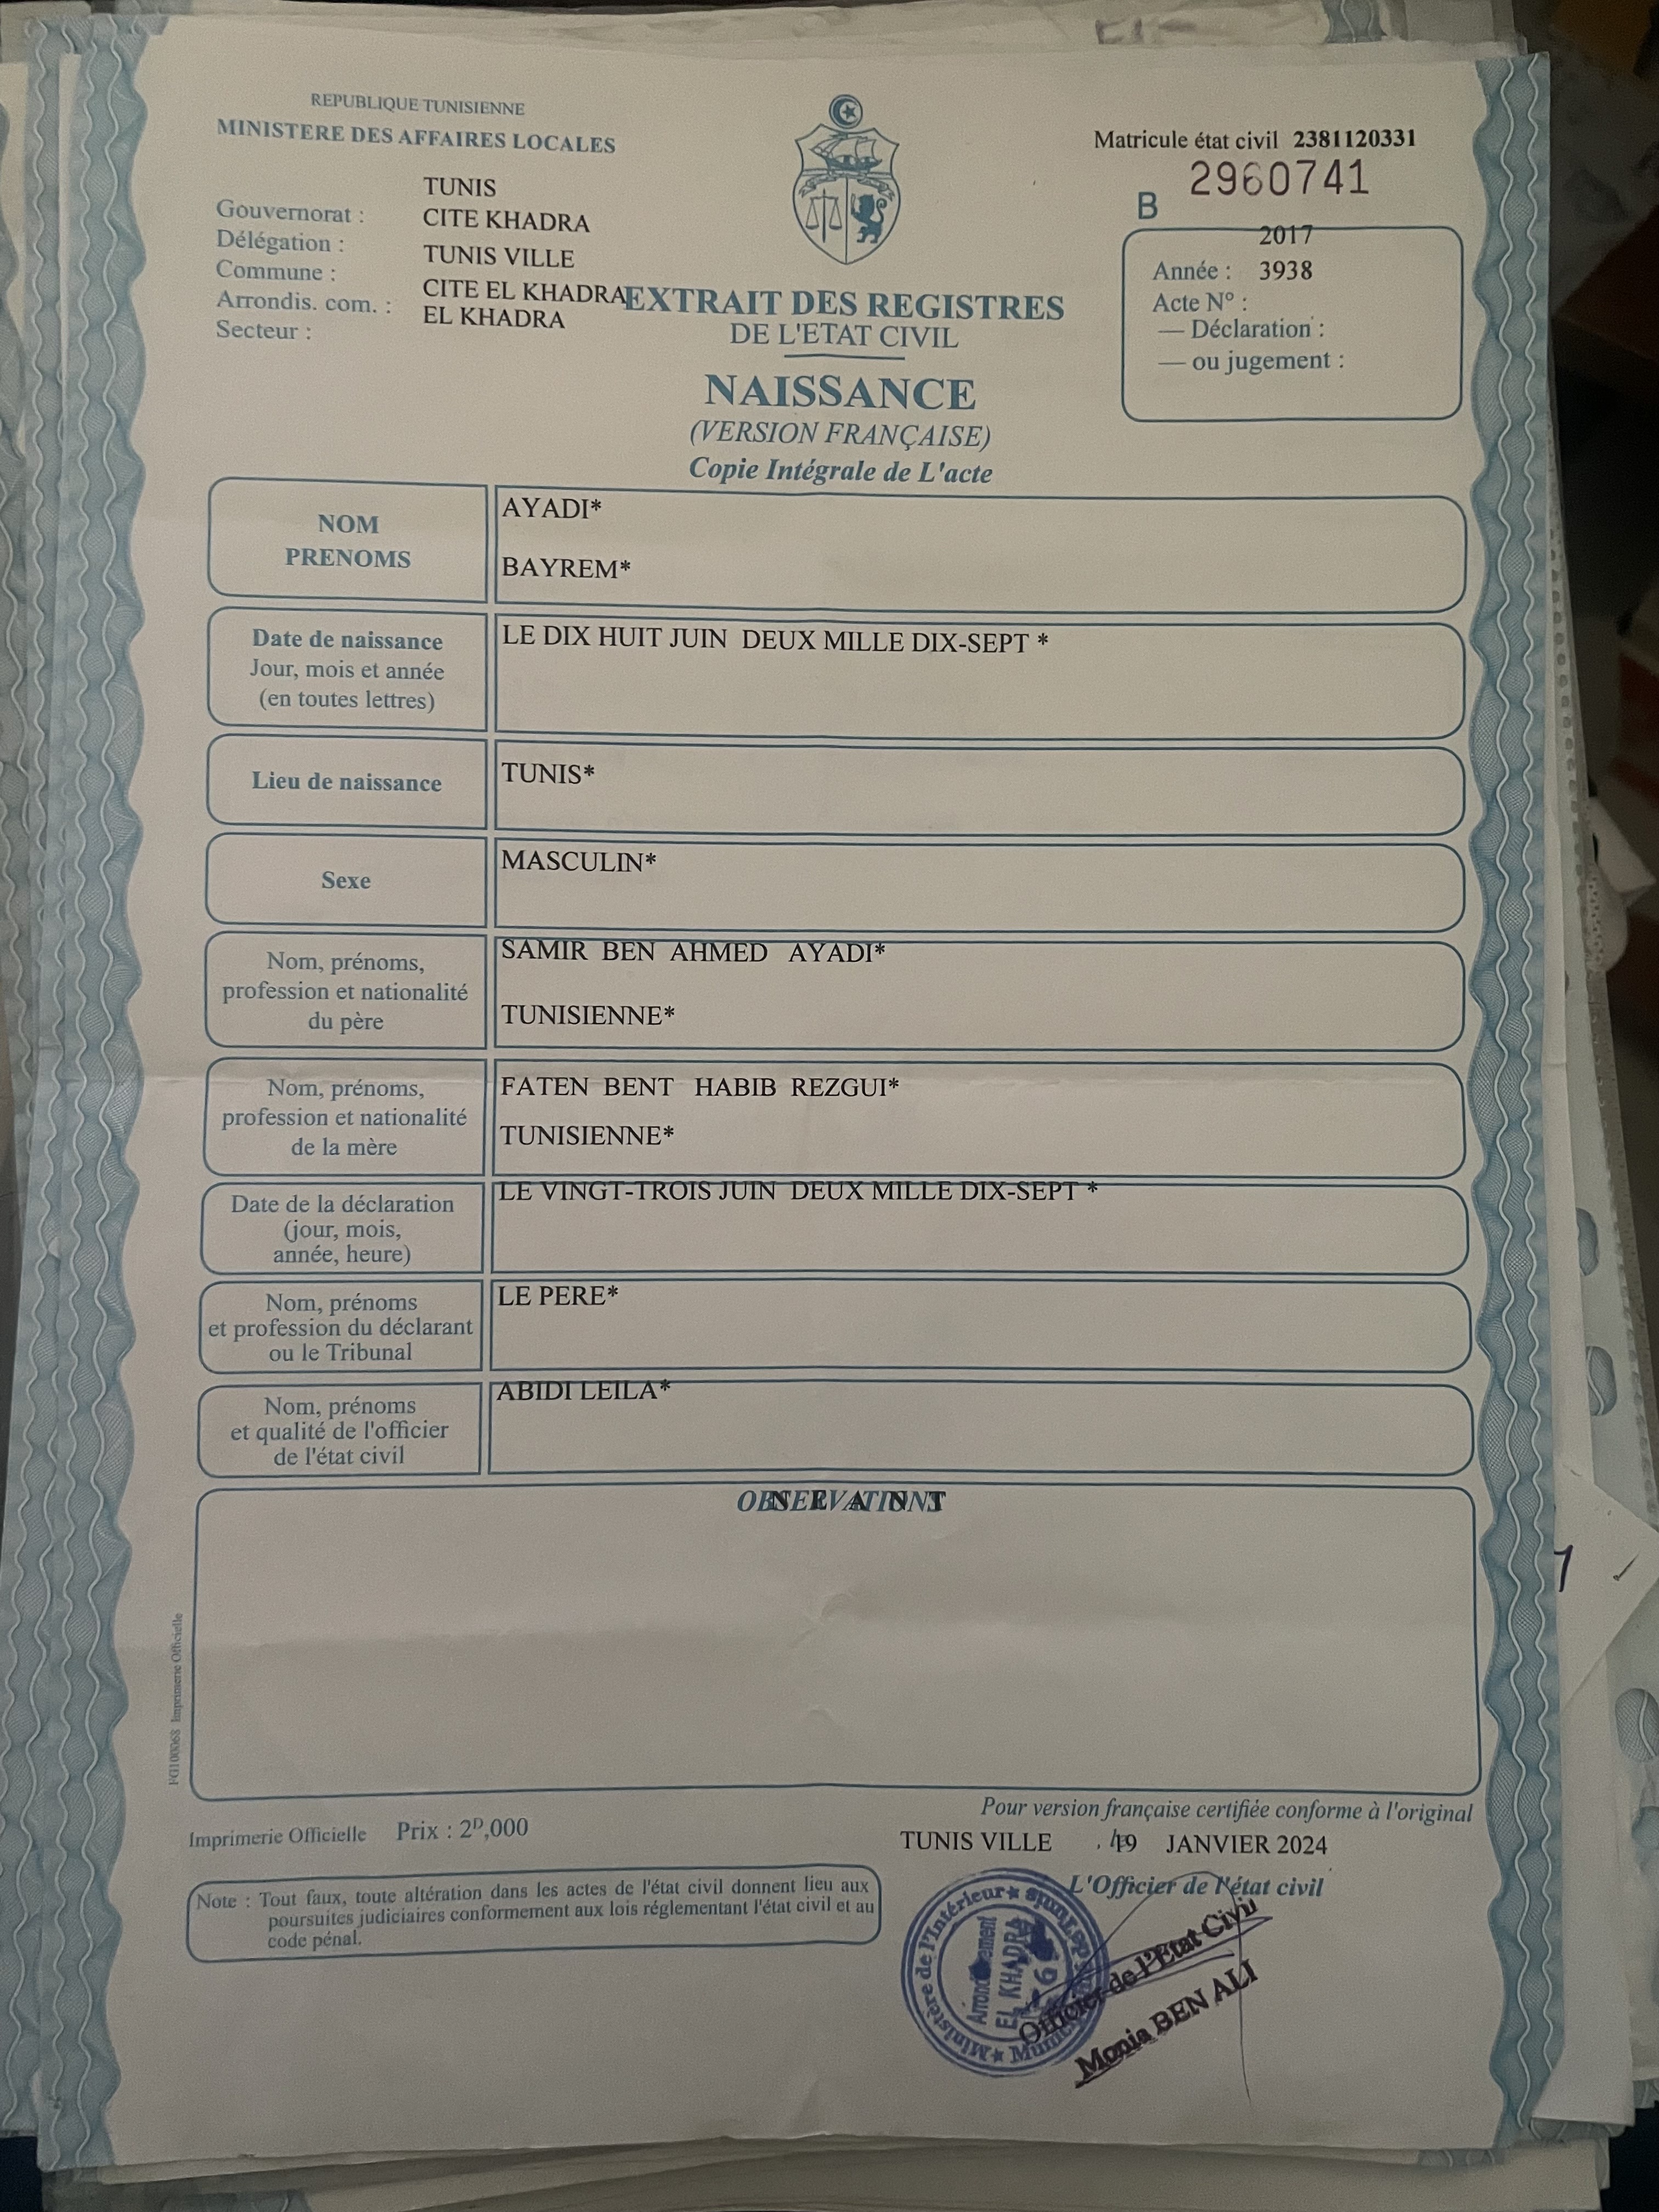 REPUBLIQUE TUNISIENNE
MINISTERE DES AFFAIRES LOCALES
Gouvernorat : TUNIS
Délégation : CITE KHADRA
Commune : TUNIS VILLE
Arrondis. com. : CITE EL KHADRA
Secteur : EL KHADRA
Matricule état civil 2381120331
B 2960741
2017
Année : 3938
Acte N° :
— Déclaration :
— ou jugement :
EXTRAIT DES REGISTRES
DE L'ETAT CIVIL
NAISSANCE
(VERSION FRANÇAISE)
Copie Intégrale de L'acte
NOM
PRENOMS
AYADI*
BAYREM*
Date de naissance
Jour, mois et année
(en toutes lettres)
LE DIX HUIT JUIN DEUX MILLE DIX-SEPT *
Lieu de naissance
TUNIS*
Sexe
MASCULIN*
Nom, prénoms,
profession et nationalité
du père
SAMIR BEN AHMED AYADI*
TUNISIENNE*
Nom, prénoms,
profession et nationalité
de la mère
FATEN BENT HABIB REZGUI*
TUNISIENNE*
Date de la déclaration
(jour, mois,
année, heure)
LE VINGT-TROIS JUIN DEUX MILLE DIX-SEPT *
Nom, prénoms
et profession du déclarant
ou le Tribunal
LE PERE*
Nom, prénoms
et qualité de l'officier
de l'état civil
ABIDI LEILA*
OBSERVATIONS
N E A N T
FG100068 Imprimerie Officielle
Pour version française certifiée conforme à l'original
Imprimerie Officielle Prix : 2ᴰ,000
TUNIS VILLE , le 19 JANVIER 2024
L'Officier de l'état civil
Note : Tout faux, toute altération dans les actes de l'état civil donnent lieu aux
poursuites judiciaires conformement aux lois réglementant l'état civil et au
code pénal.
★ Ministère de l'Intérieur ★
Arrondissement
EL KHADRA
6
Officier de l'Etat Civil
Monia BEN ALI